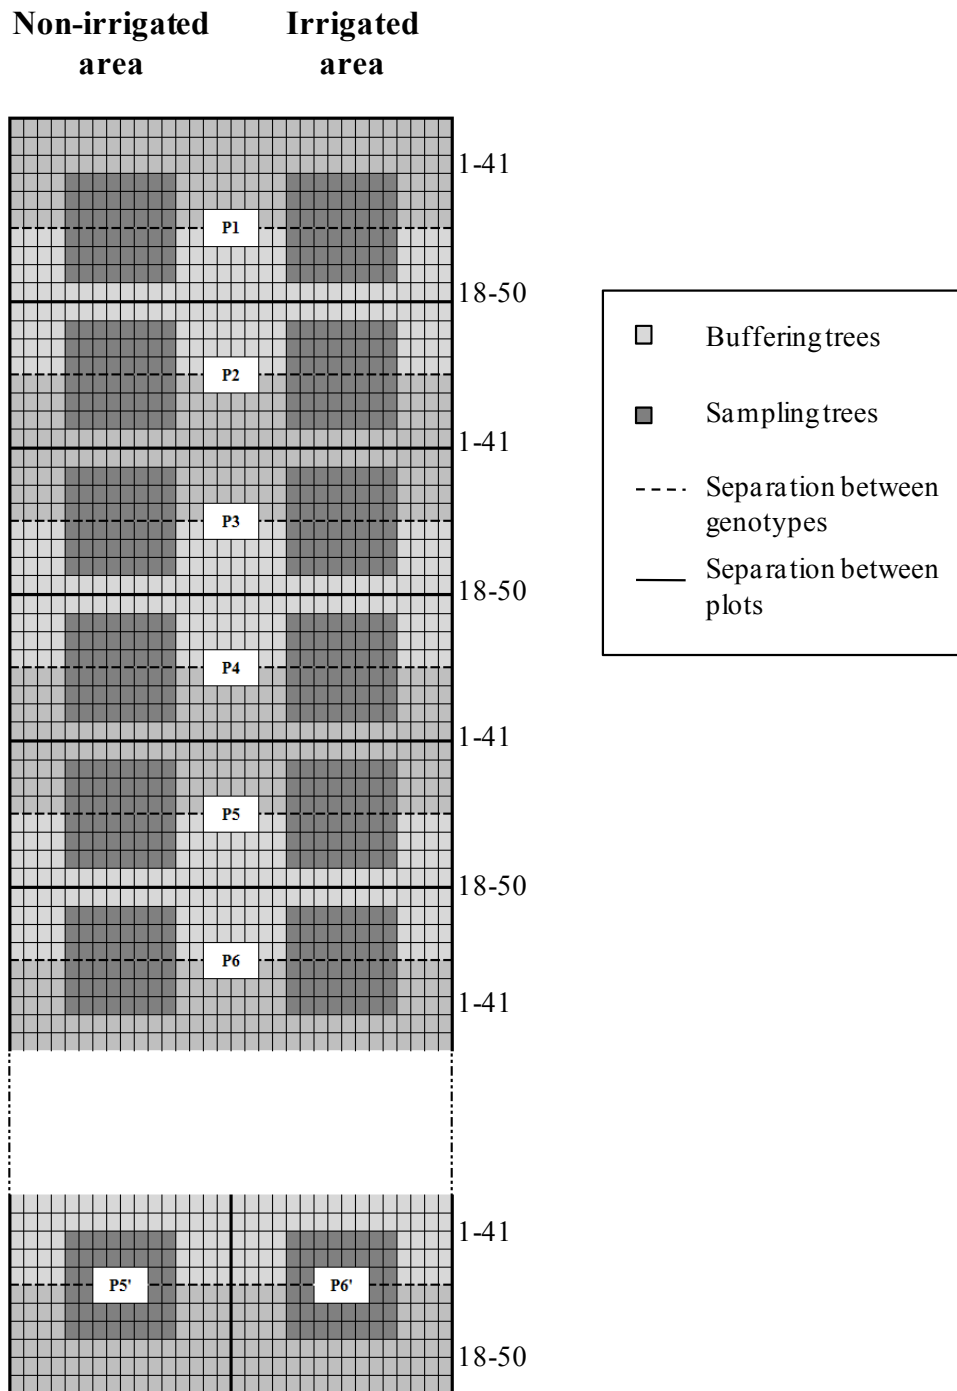 Non-irrigated
area
Irrigated
area
1-41
P1
18-50
P2
1-41
P3
18-50
P4
1-41
P5
18-50
P6
1-41
1-41
P5'
P6'
18-50
Buffering trees
Sampling trees
Separation between
genotypes
Separation between
plots